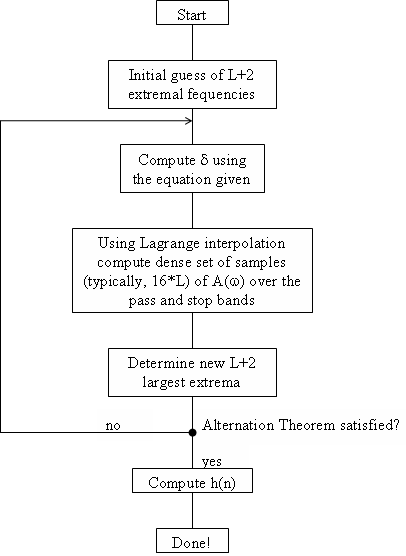 Start
Initial guess of L+2
extremal fequencies
Compute δ using
the equation given
Using Lagrange interpolation
compute dense set of samples
(typically, 16*L) of A(ω) over the
pass and stop bands
Determine new L+2
largest extrema
no
Alternation Theorem satisfied?
yes
Compute h(n)
Done!